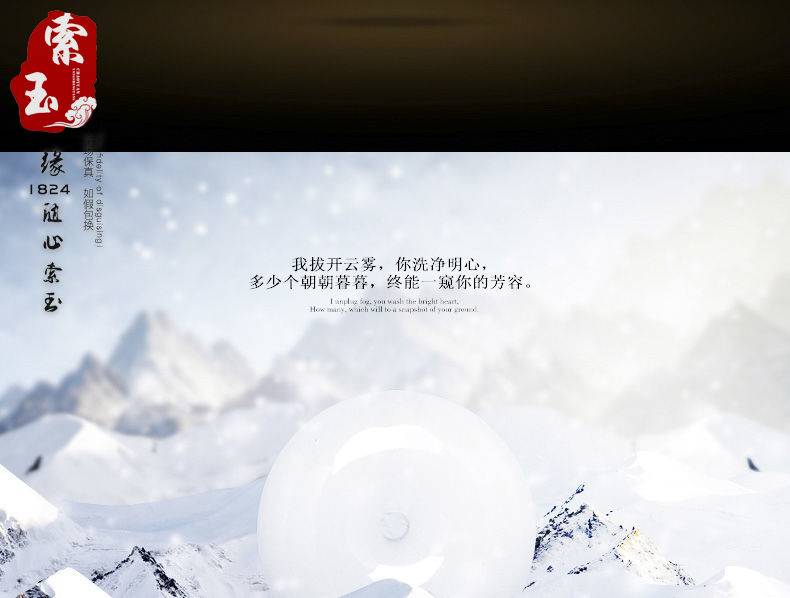 索玉
缘
1824
随心索玉
保真 如假包换
fidelity of disguising
我拔开云雾，你洗净明心，
多少个朝朝暮暮，终能一窥你的芳容。
I unplug fog, you wash the bright heart,
How many, which will to a snapshot of your ground.